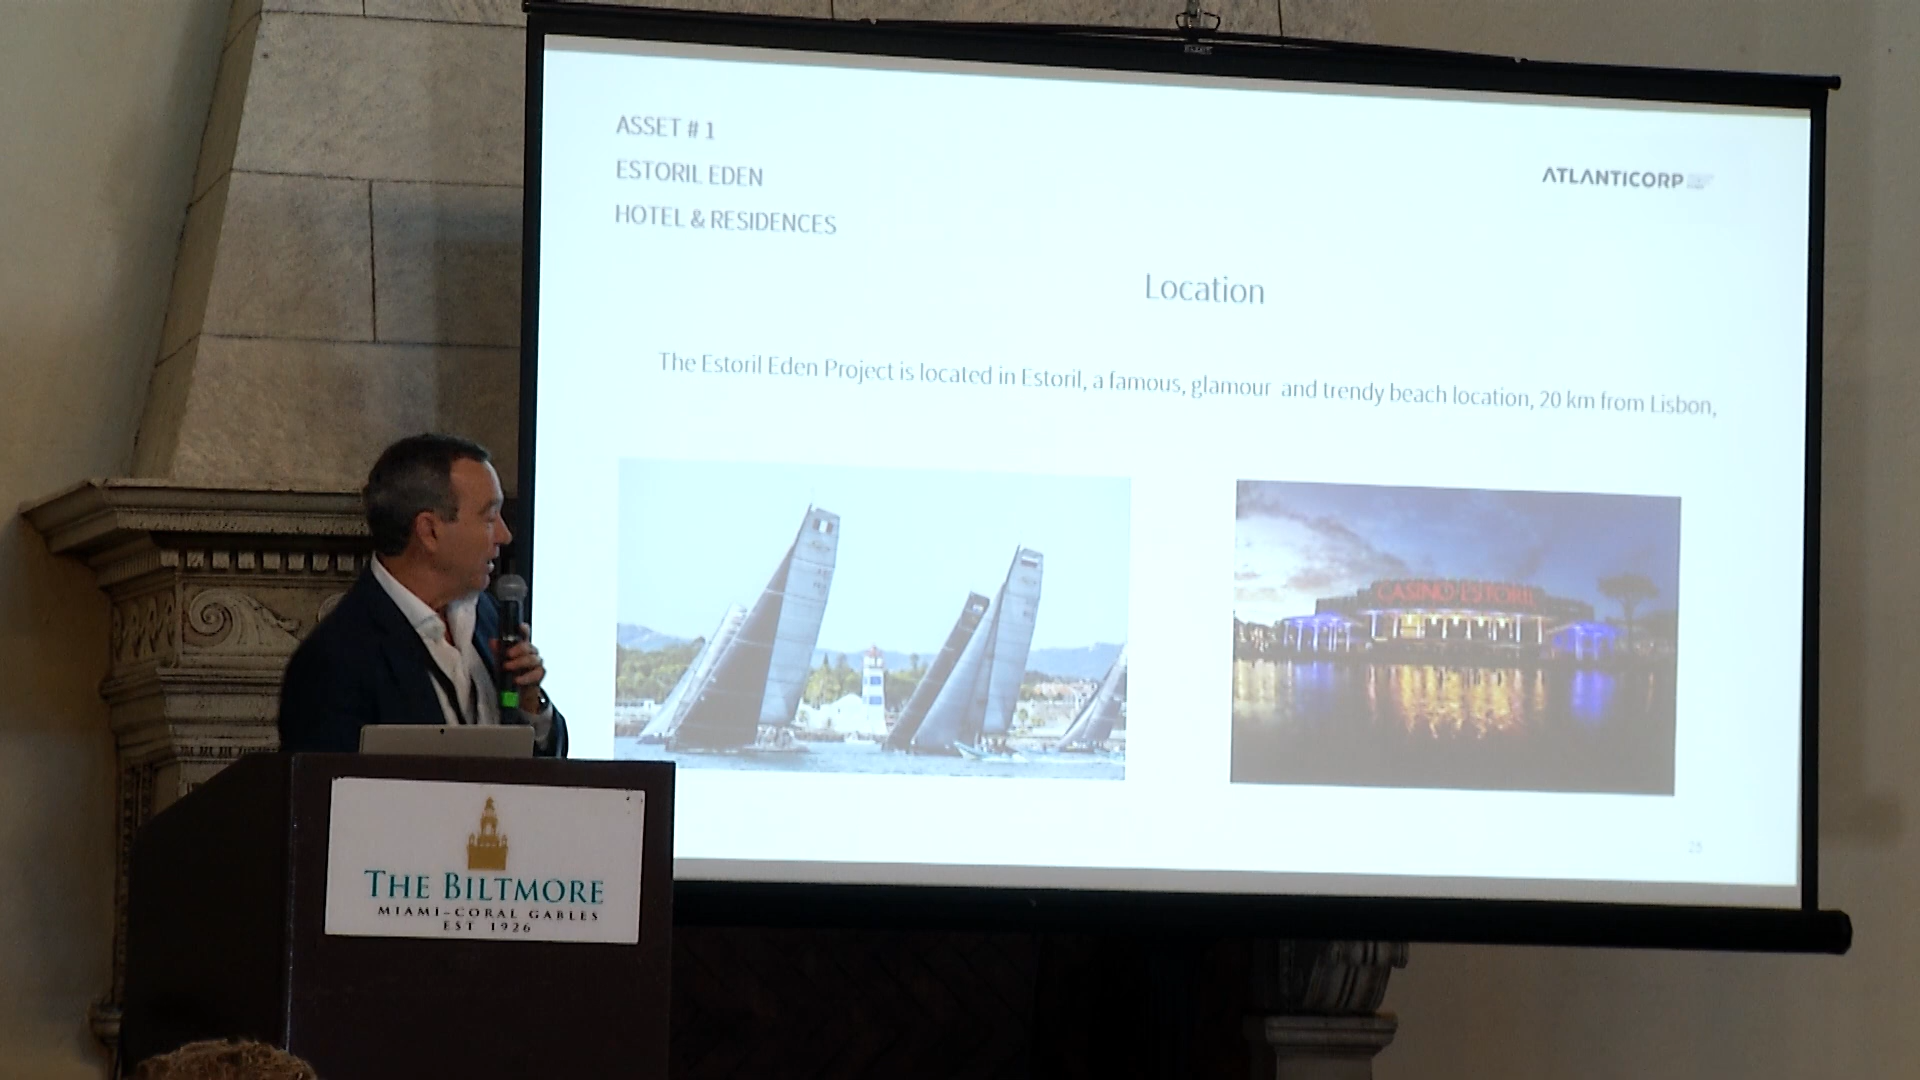 ASSET # 1
ESTORIL EDEN
HOTEL & RESIDENCES
ATLANTICORP
Location
The Estoril Eden Project is located in Estoril, a famous, glamour and trendy beach location, 20 km from Lisbon,
CASINO ESTORIL
THE BILTMORE
MIAMI–CORAL GABLES
EST 1926